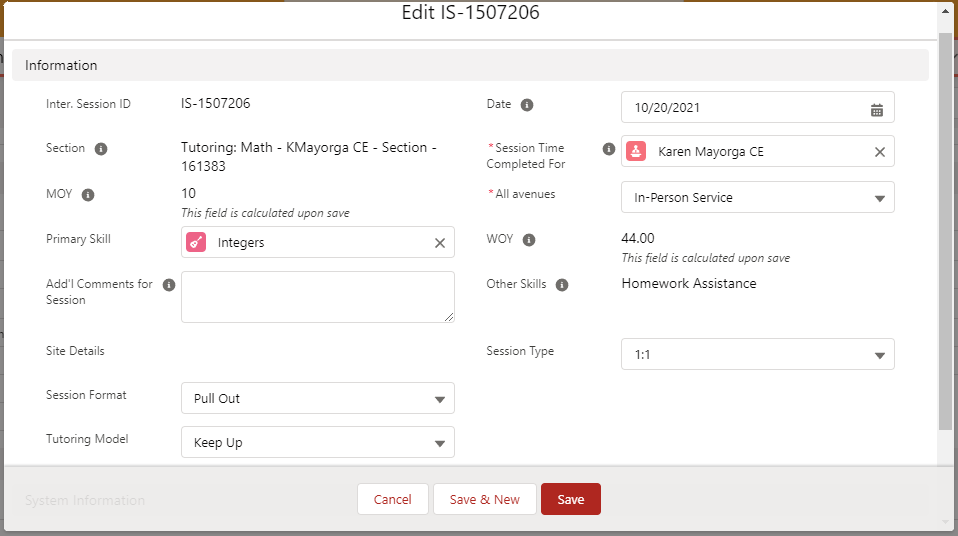 Edit IS-1507206
Information
Inter. Session ID
IS-1507206
Date
10/20/2021
Section
Tutoring: Math - KMayorga CE - Section -
161383
*Session Time
Completed For
Karen Mayorga CE
MOY
10
This field is calculated upon save
*All avenues
In-Person Service
Primary Skill
Integers
WOY
44.00
This field is calculated upon save
Add'l Comments for
Session
Other Skills
Homework Assistance
Site Details
Session Type
1:1
Session Format
Pull Out
Tutoring Model
Keep Up
System Information
Cancel
Save & New
Save